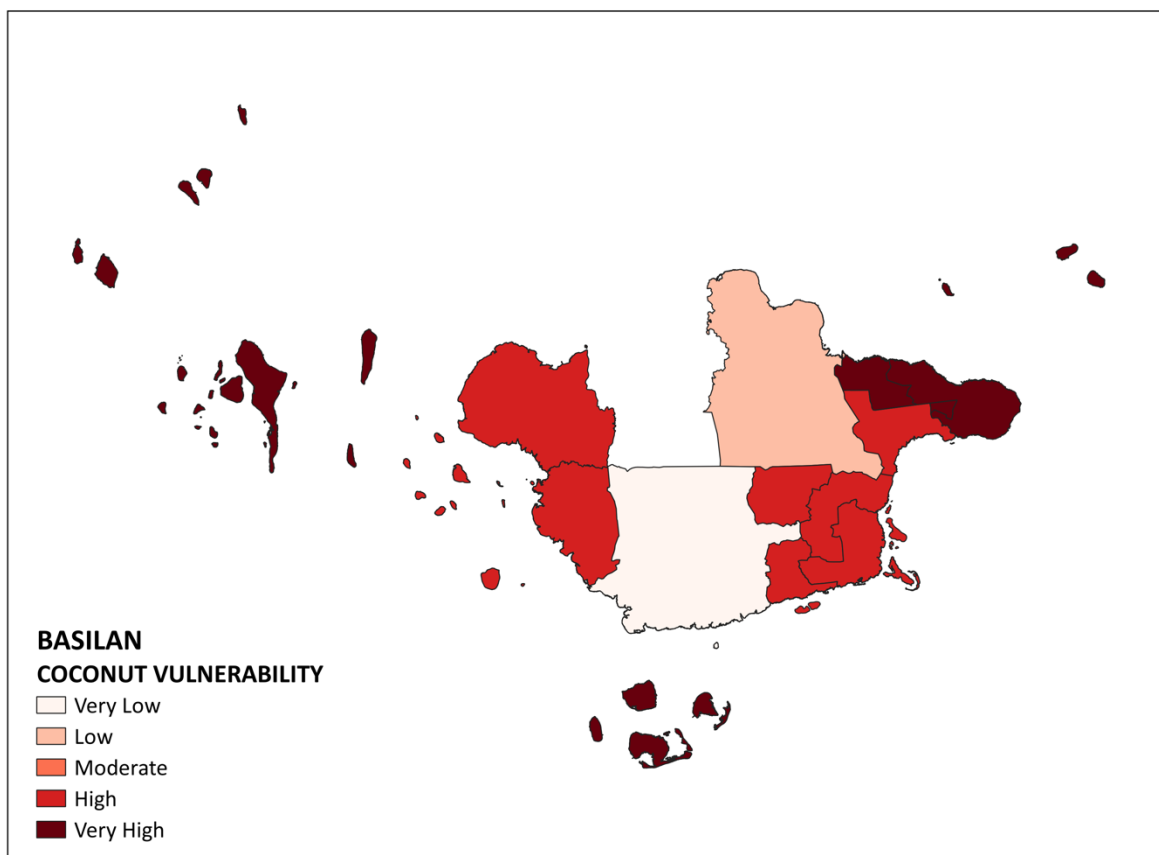 BASILAN
COCONUT VULNERABILITY
Very Low
Low
Moderate
High
Very High